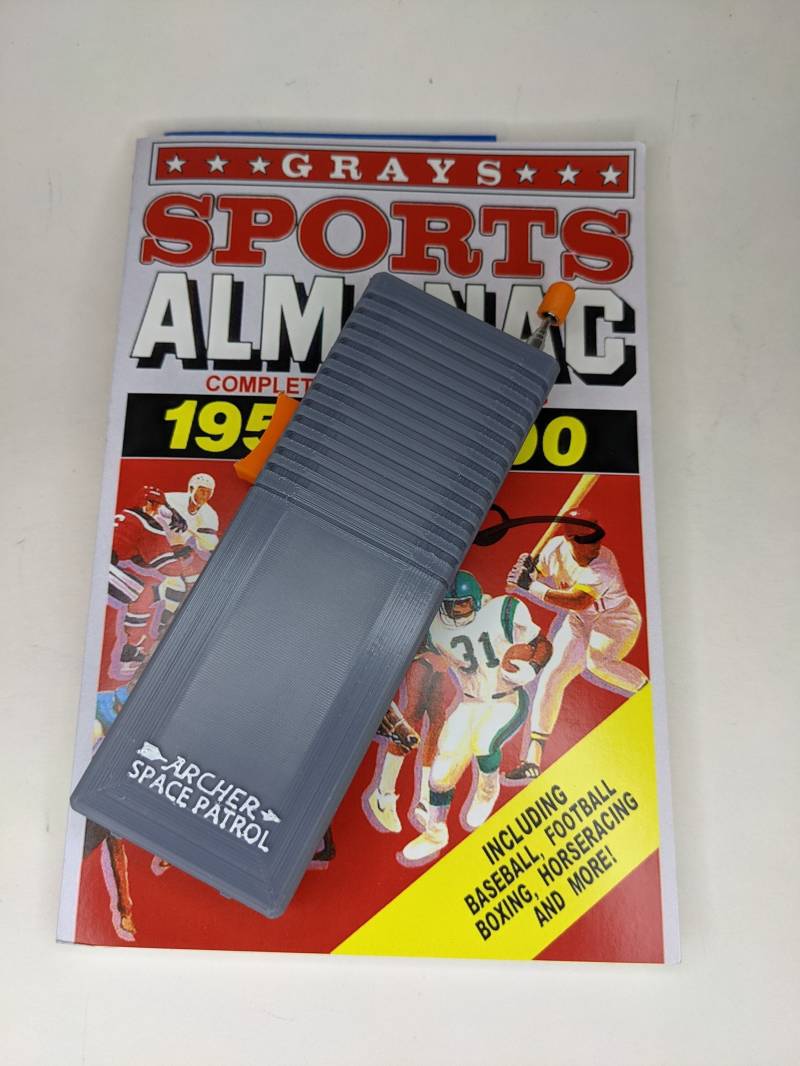 GRAYS
SPORTS
ALM NAC
COMPLET
195 00
31
ARCHER
SPACE PATROL
INCLUDING
BASEBALL, FOOTBALL
BOXING, HORSERACING
AND MORE!